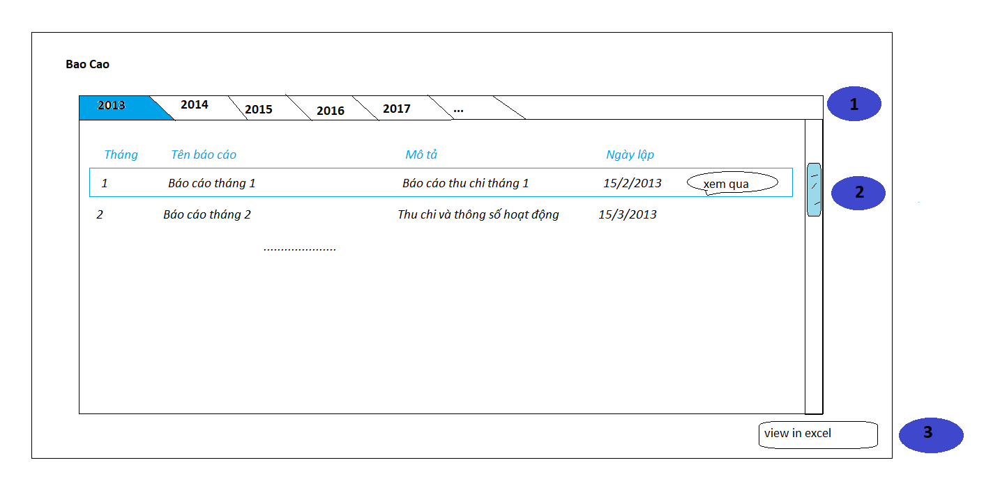 Bao Cao
2013 2014 2015 2016 2017 ...
1
Tháng Tên báo cáo Mô tả Ngày lập
1 Báo cáo tháng 1 Báo cáo thu chi tháng 1 15/2/2013 xem qua
2
2 Báo cáo tháng 2 Thu chi và thông số hoạt động 15/3/2013
.....................
view in excel
3